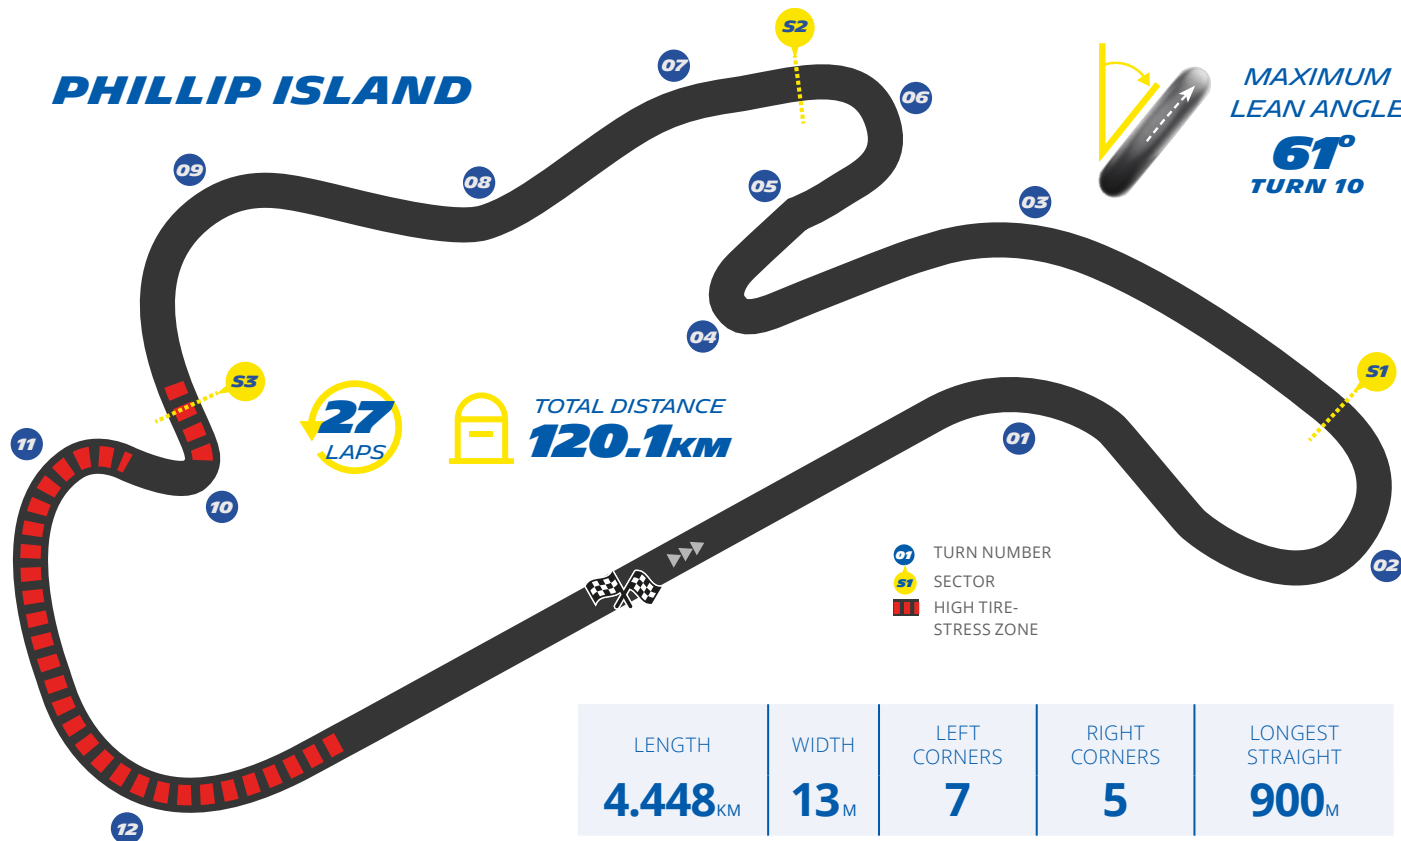 PHILLIP ISLAND
S2
07
06
MAXIMUM
LEAN ANGLE
61°
TURN 10
09
08
05
03
04
S3
S1
27
LAPS
TOTAL DISTANCE
120.1KM
11
01
10
02
12
01 TURN NUMBER
S1 SECTOR
HIGH TIRE-
STRESS ZONE
LENGTH
4.448KM
WIDTH
13M
LEFT
CORNERS
7
RIGHT
CORNERS
5
LONGEST
STRAIGHT
900M